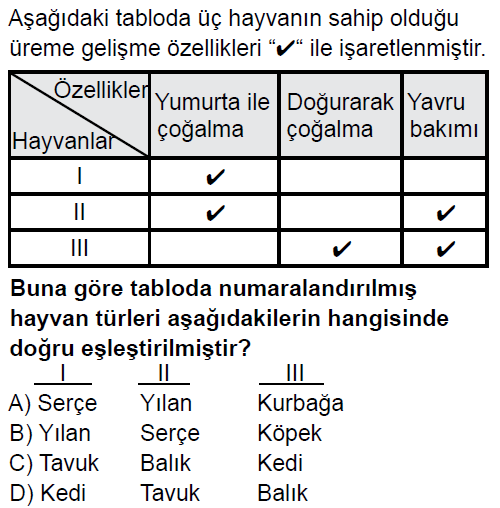 Aşağıdaki tabloda üç hayvanın sahip olduğu
üreme gelişme özellikleri “✔“ ile işaretlenmiştir.
Özellikler
Hayvanlar
Yumurta ile
çoğalma
Doğurarak
çoğalma
Yavru
bakımı
I ✔
II ✔ ✔
III ✔ ✔
Buna göre tabloda numaralandırılmış
hayvan türleri aşağıdakilerin hangisinde
doğru eşleştirilmiştir?
I II III
A) Serçe Yılan Kurbağa
B) Yılan Serçe Köpek
C) Tavuk Balık Kedi
D) Kedi Tavuk Balık